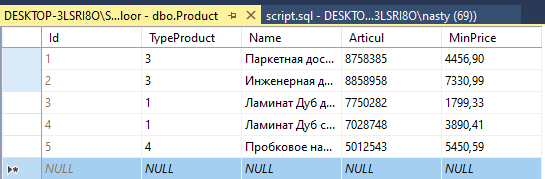 DESKTOP-3LSRI8O\S...loor - dbo.Product script.sql - DESKTO...3LSRI8O\nasty (69))
Id TypeProduct Name Articul MinPrice
1 3 Паркетная дос... 8758385 4456,90
2 3 Инженерная д... 8858958 7330,99
3 1 Ламинат Дуб д... 7750282 1799,33
4 1 Ламинат Дуб с... 7028748 3890,41
5 4 Пробковое на... 5012543 5450,59
NULL NULL NULL NULL NULL